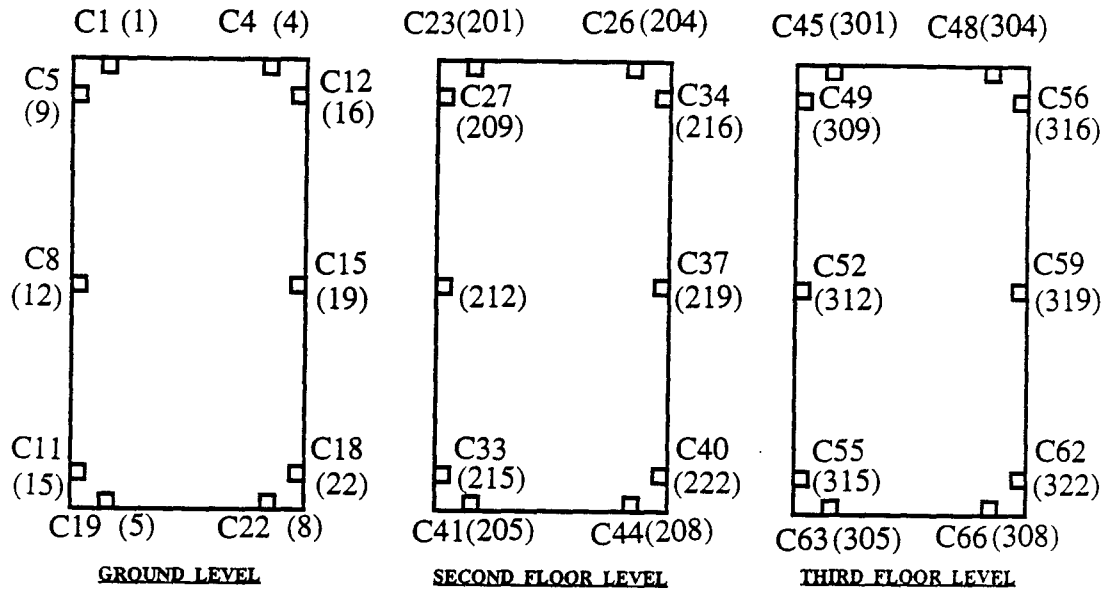 C1 (1) C4 (4) C23(201) C26(204) C45(301) C48(304)
C5 C12 C27 C34 C49 C56
(9) (16) (209) (216) (309) (316)
C8 C15 C37 C52 C59
(12) (19) (212) (219) (312) (319)
C11 C18 C33 C40 C55 C62
(15) (22) (215) (222) (315) (322)
C19 (5) C22 (8) C41(205) C44(208) C63(305) C66(308)
GROUND LEVEL SECOND FLOOR LEVEL THIRD FLOOR LEVEL